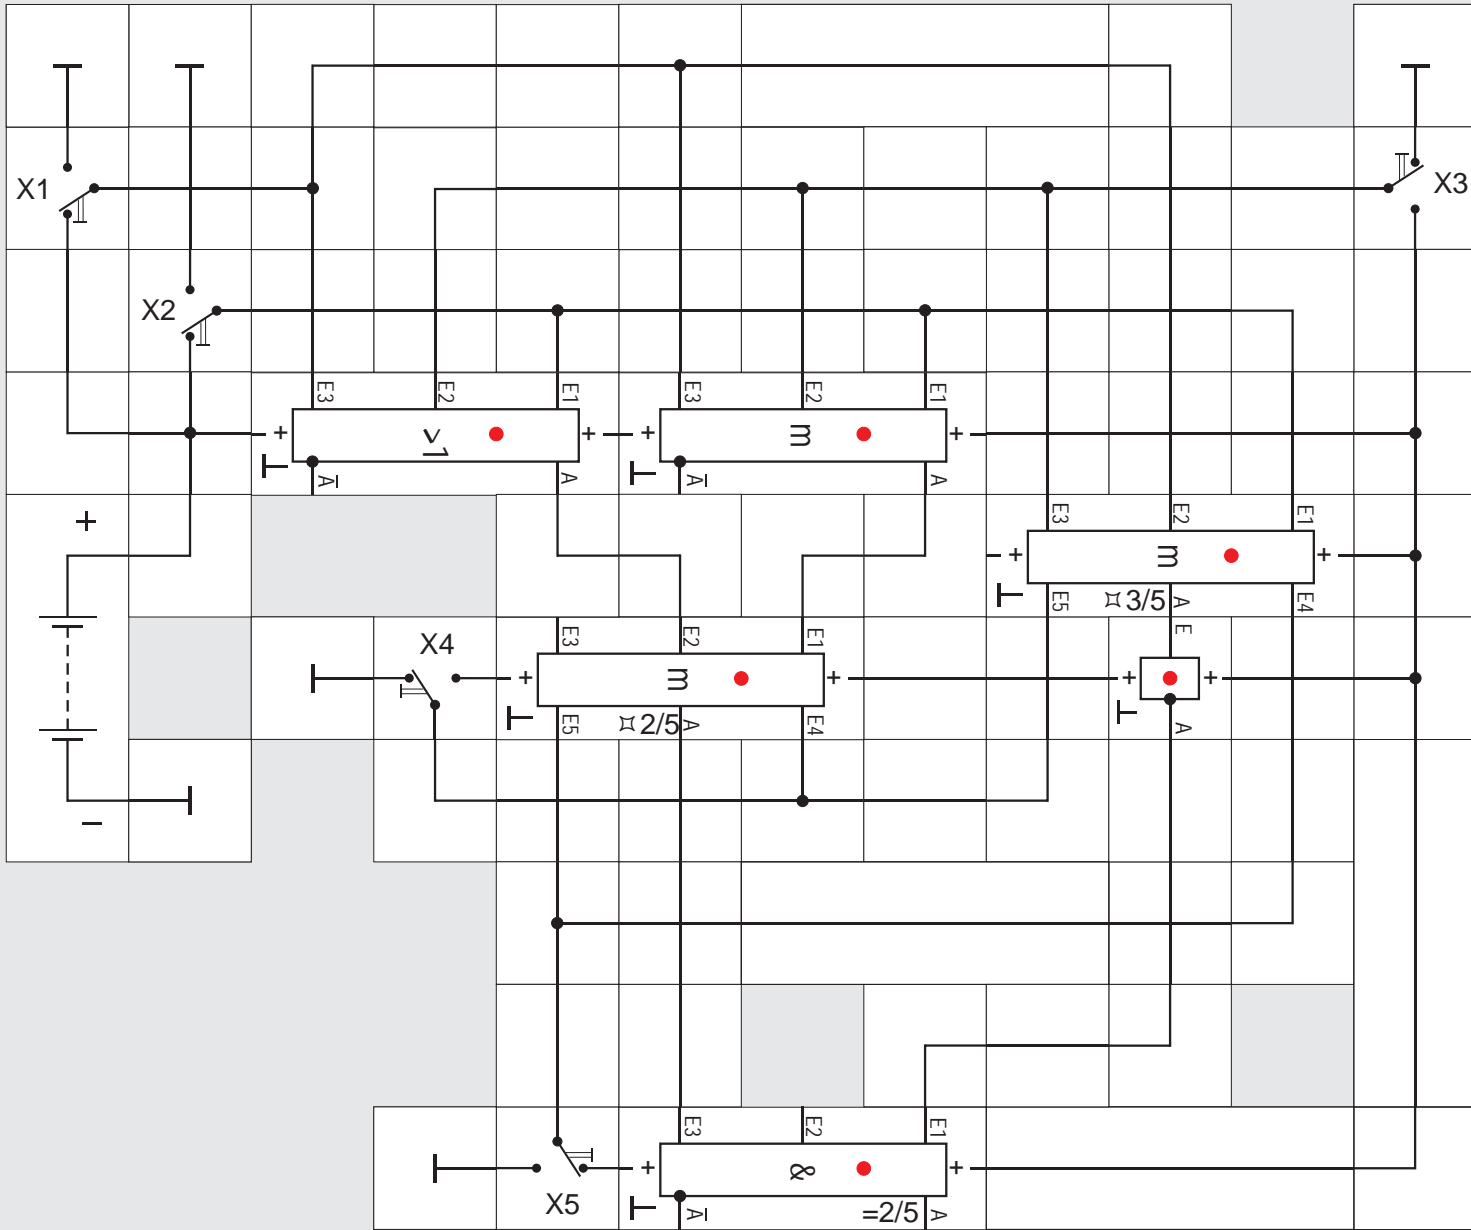 X1
X3
X2
E3 E2 E1 E3 E2 E1
+ v1 + + m +
A A A A
+
E3 E2 E1
+ m +
E5 ¤ 3/5 A E4
X4
E3 E2 E1 E
+ m + + +
E5 ¤ 2/5 A E4 A
−
E3 E2 E1
+ & +
X5
A =2/5 A